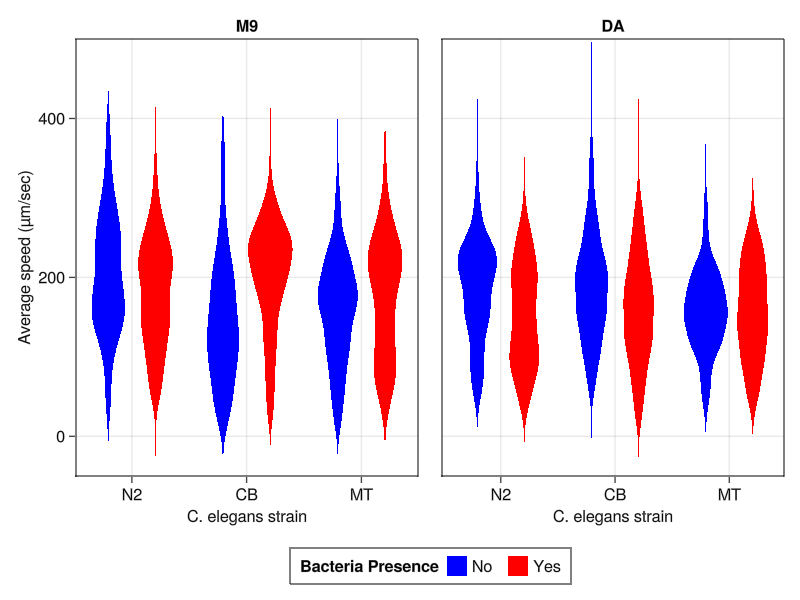 M9
DA
Average speed (µm/sec)
400
200
0
N2 CB MT
N2 CB MT
C. elegans strain
C. elegans strain
Bacteria Presence No Yes